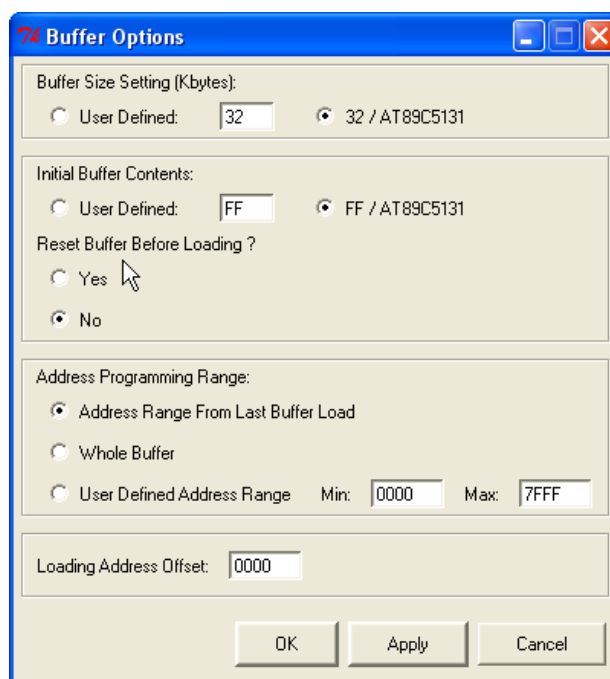 7% Buffer Options
Buffer Size Setting (Kbytes):
User Defined: 32 32 / AT89C5131
Initial Buffer Contents:
User Defined: FF FF / AT89C5131
Reset Buffer Before Loading ?
Yes
No
Address Programming Range:
Address Range From Last Buffer Load
Whole Buffer
User Defined Address Range Min: 0000 Max: 7FFF
Loading Address Offset: 0000
OK Apply Cancel